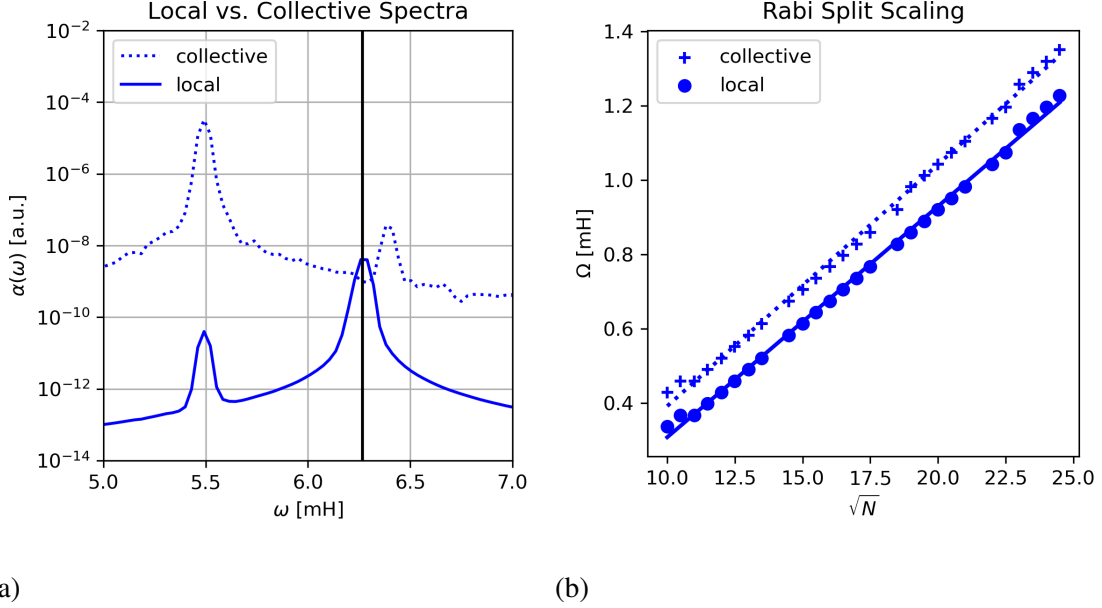 Local vs. Collective Spectra
10⁻²
10⁻⁴
10⁻⁶
10⁻⁸
10⁻¹⁰
10⁻¹²
10⁻¹⁴
α(ω) [a.u.]
collective
local
5.0 5.5 6.0 6.5 7.0
ω [mH]
a)
Rabi Split Scaling
1.4
1.2
1.0
0.8
0.6
0.4
Ω [mH]
collective
local
10.0 12.5 15.0 17.5 20.0 22.5 25.0
√N
(b)